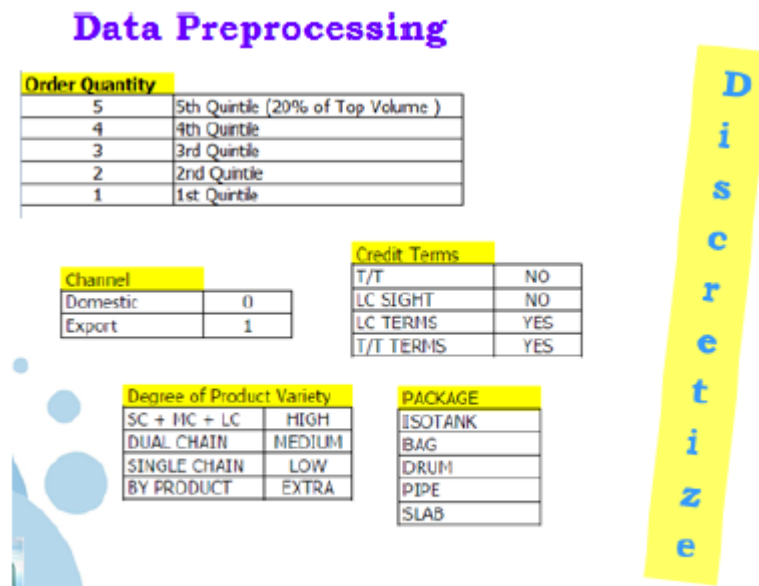 Data Preprocessing
Order Quantity
5 5th Quintile (20% of Top Volume )
4 4th Quintile
3 3rd Quintile
2 2nd Quintile
1 1st Quintile
Channel
Domestic 0
Export 1
Credit Terms
T/T NO
LC SIGHT NO
LC TERMS YES
T/T TERMS YES
Degree of Product Variety
SC + MC + LC HIGH
DUAL CHAIN MEDIUM
SINGLE CHAIN LOW
BY PRODUCT EXTRA
PACKAGE
ISOTANK
BAG
DRUM
PIPE
SLAB
Discretize